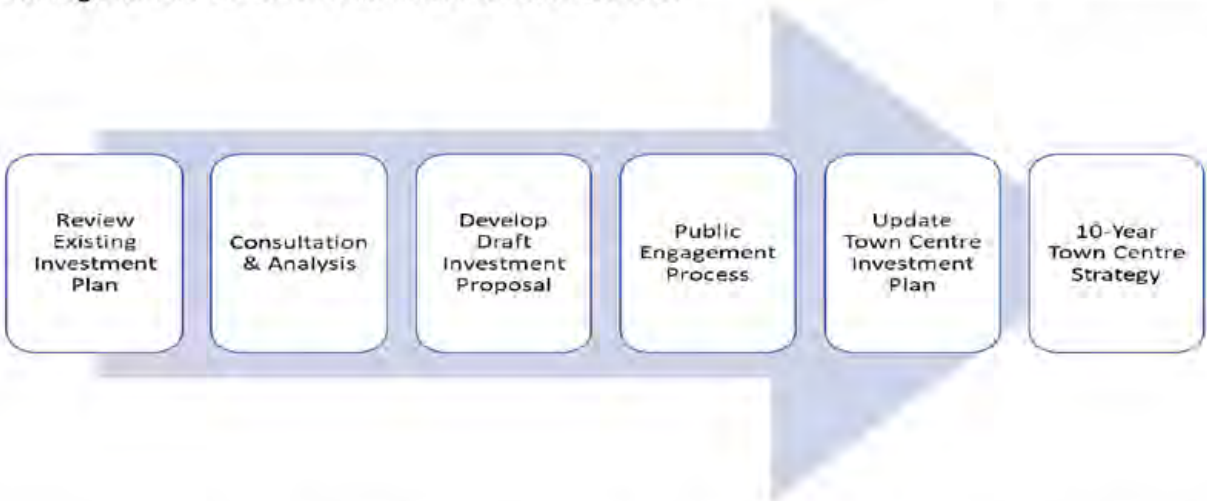 Review
Existing
Investment
Plan
Consultation
& Analysis
Develop
Draft
Investment
Proposal
Public
Engagement
Process
Update
Town Centre
Investment
Plan
10-Year
Town Centre
Strategy